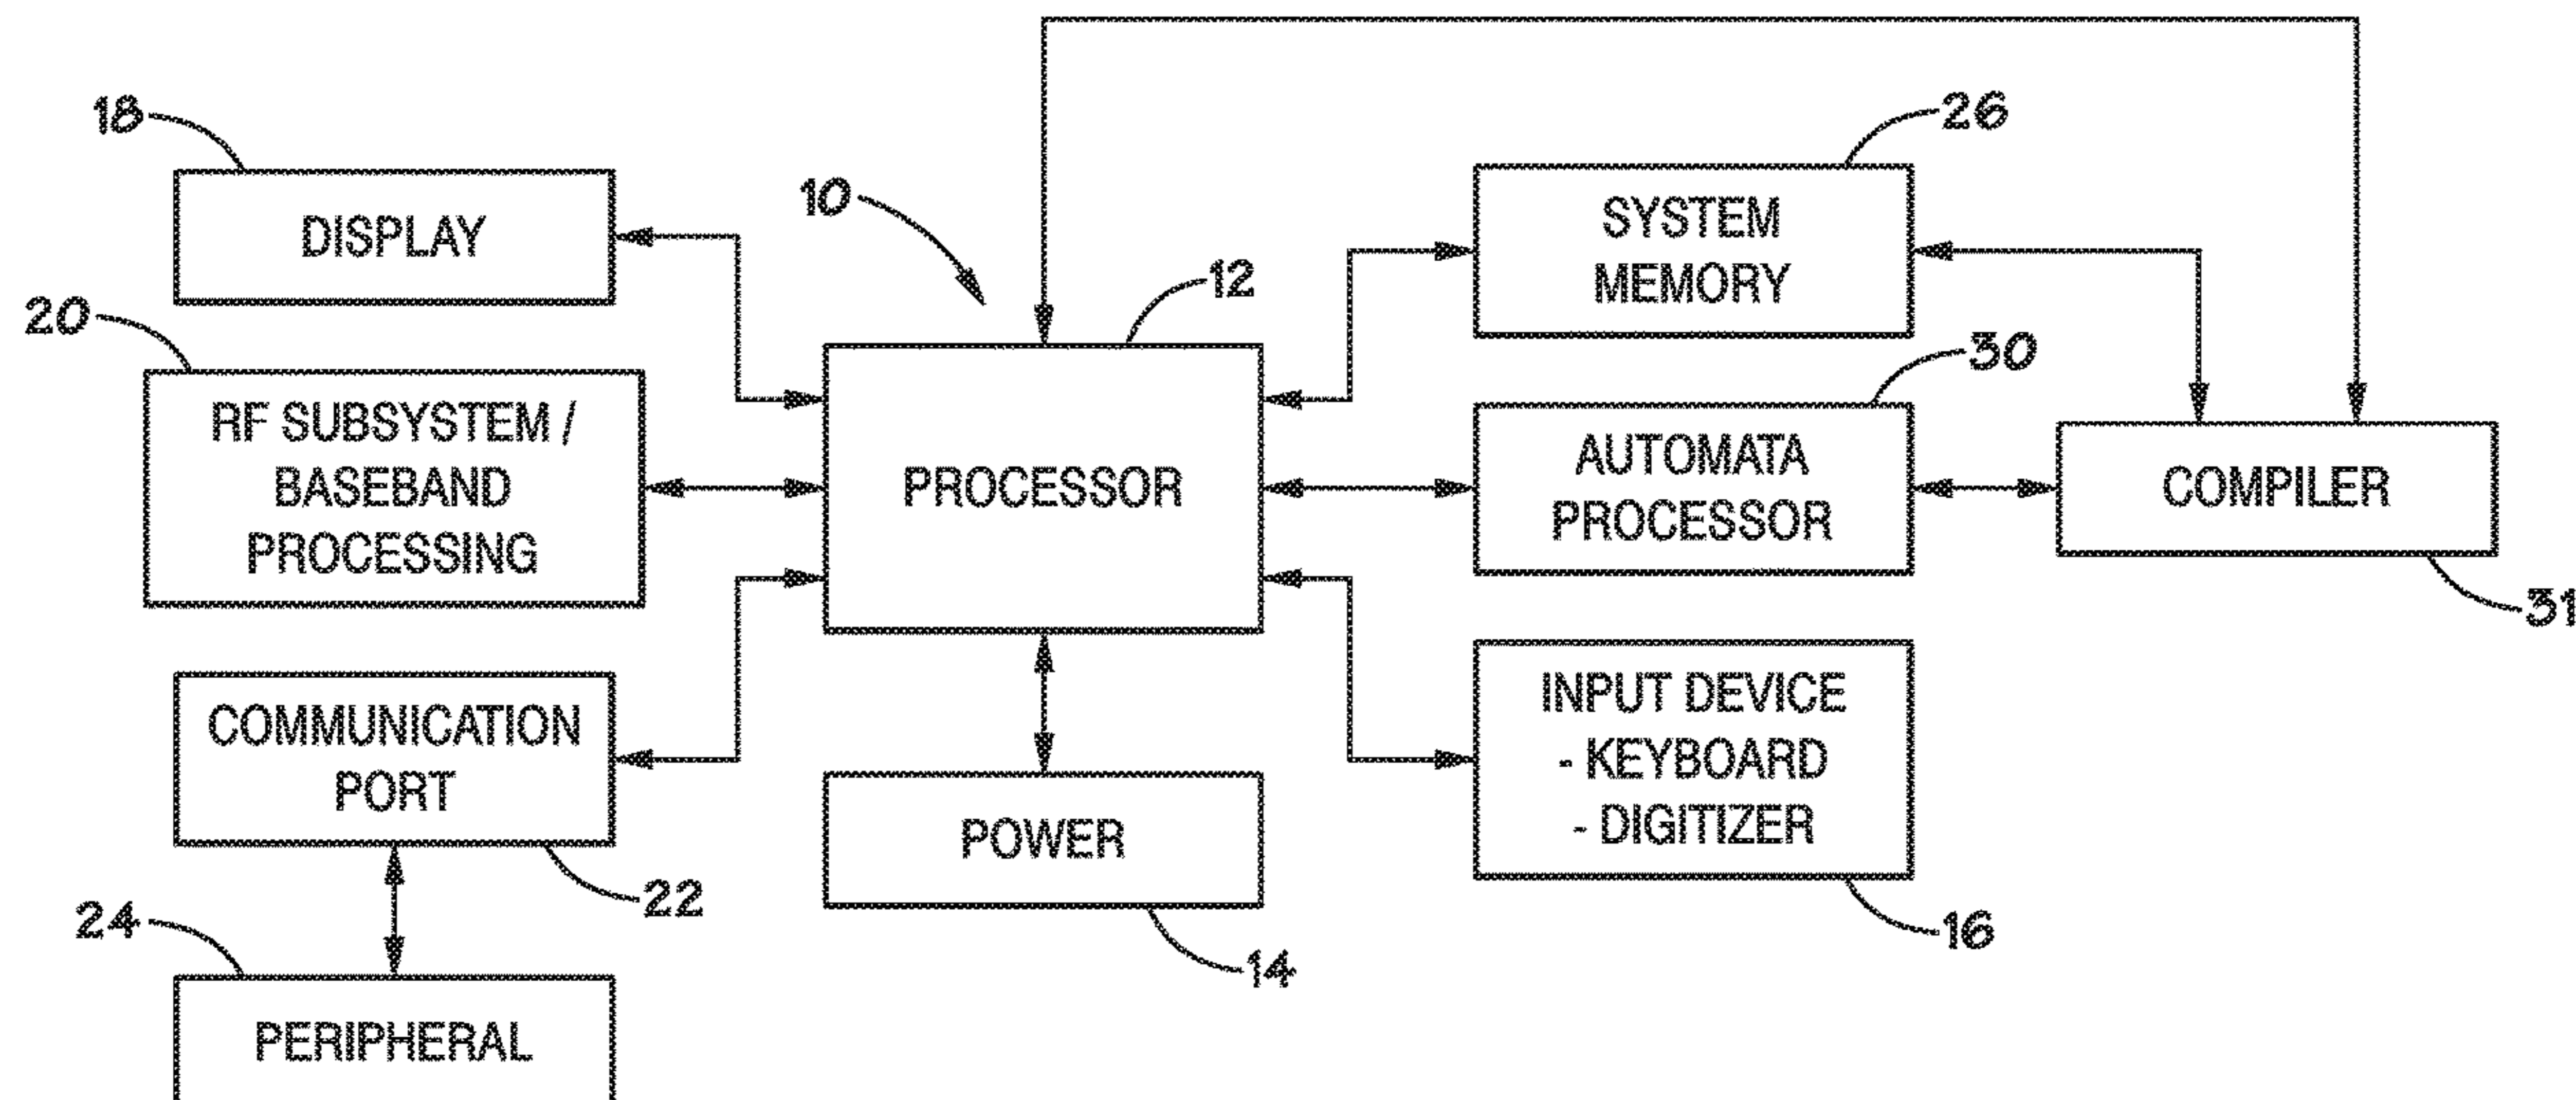 18
DISPLAY
20
RF SUBSYSTEM /
BASEBAND
PROCESSING
COMMUNICATION
PORT
22
24
PERIPHERAL
10
12
PROCESSOR
POWER
14
26
SYSTEM
MEMORY
30
AUTOMATA
PROCESSOR
INPUT DEVICE
- KEYBOARD
- DIGITIZER
16
COMPILER
31